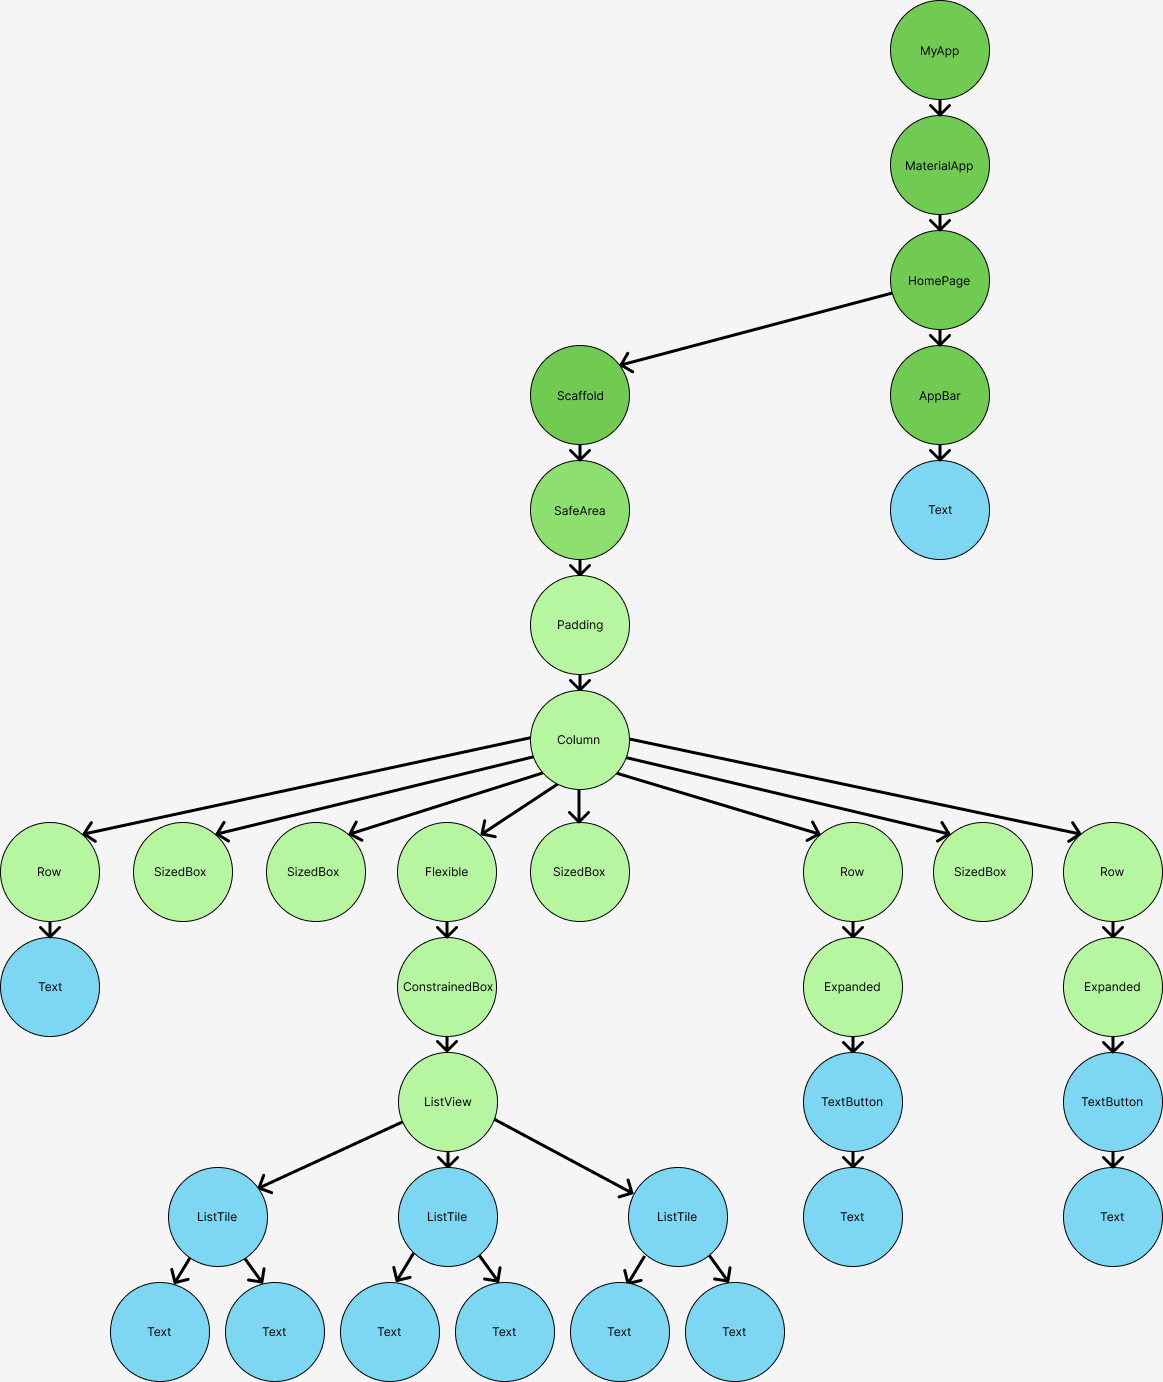 MyApp
MaterialApp
HomePage
Scaffold
AppBar
SafeArea
Text
Padding
Column
Row
SizedBox
SizedBox
Flexible
SizedBox
Row
SizedBox
Row
Text
ConstrainedBox
Expanded
Expanded
ListView
TextButton
TextButton
ListTile
ListTile
ListTile
Text
Text
Text
Text
Text
Text
Text
Text